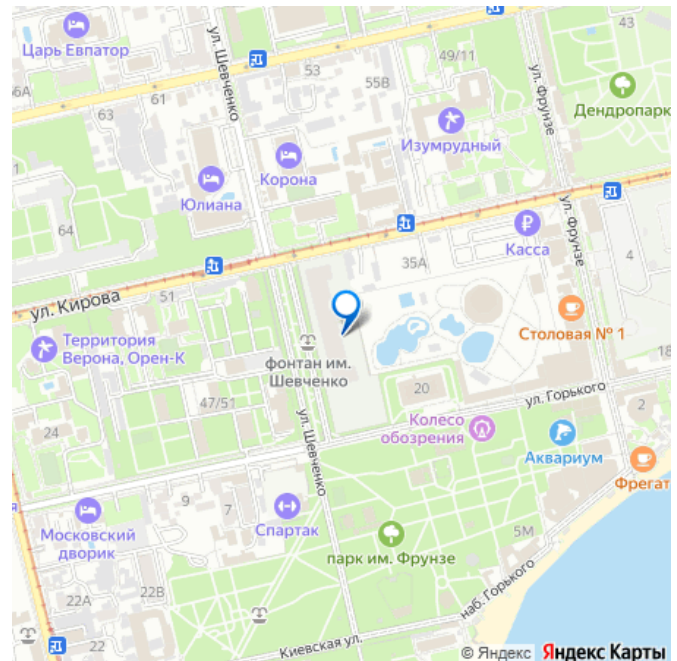 Царь Евпатор
ул. Шевченко
53
49/11
43
66А
61
63
55В
ул. Фрунзе
Дендропарк
Изумрудный
Корона
Юлиана
64
ул. Фрунзе
Касса
35А
4
ул. Кирова
51
Столовая № 1
Территория
Верона, Орен-К
фонтан им.
Шевченко
18
20
ул. Горького
47/51
2
24
ул. Шевченко
Колесо
обозрения
Аквариум
Фрегат
9
7
Московский
дворик
Спартак
5М
парк им. Фрунзе
22А
22В
наб. Горького
22
Киевская ул.
© Яндекс Яндекс Карты